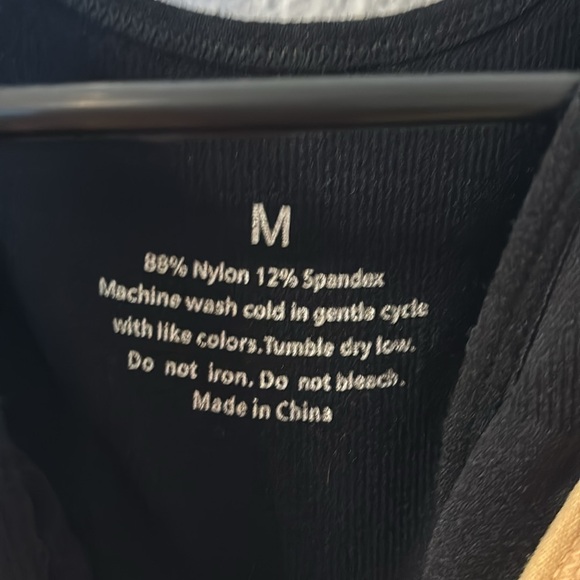 M
88% Nylon 12% Spandex
Machine wash cold in gentle cycle
with like colors.Tumble dry low.
Do not iron. Do not bleach.
Made in China